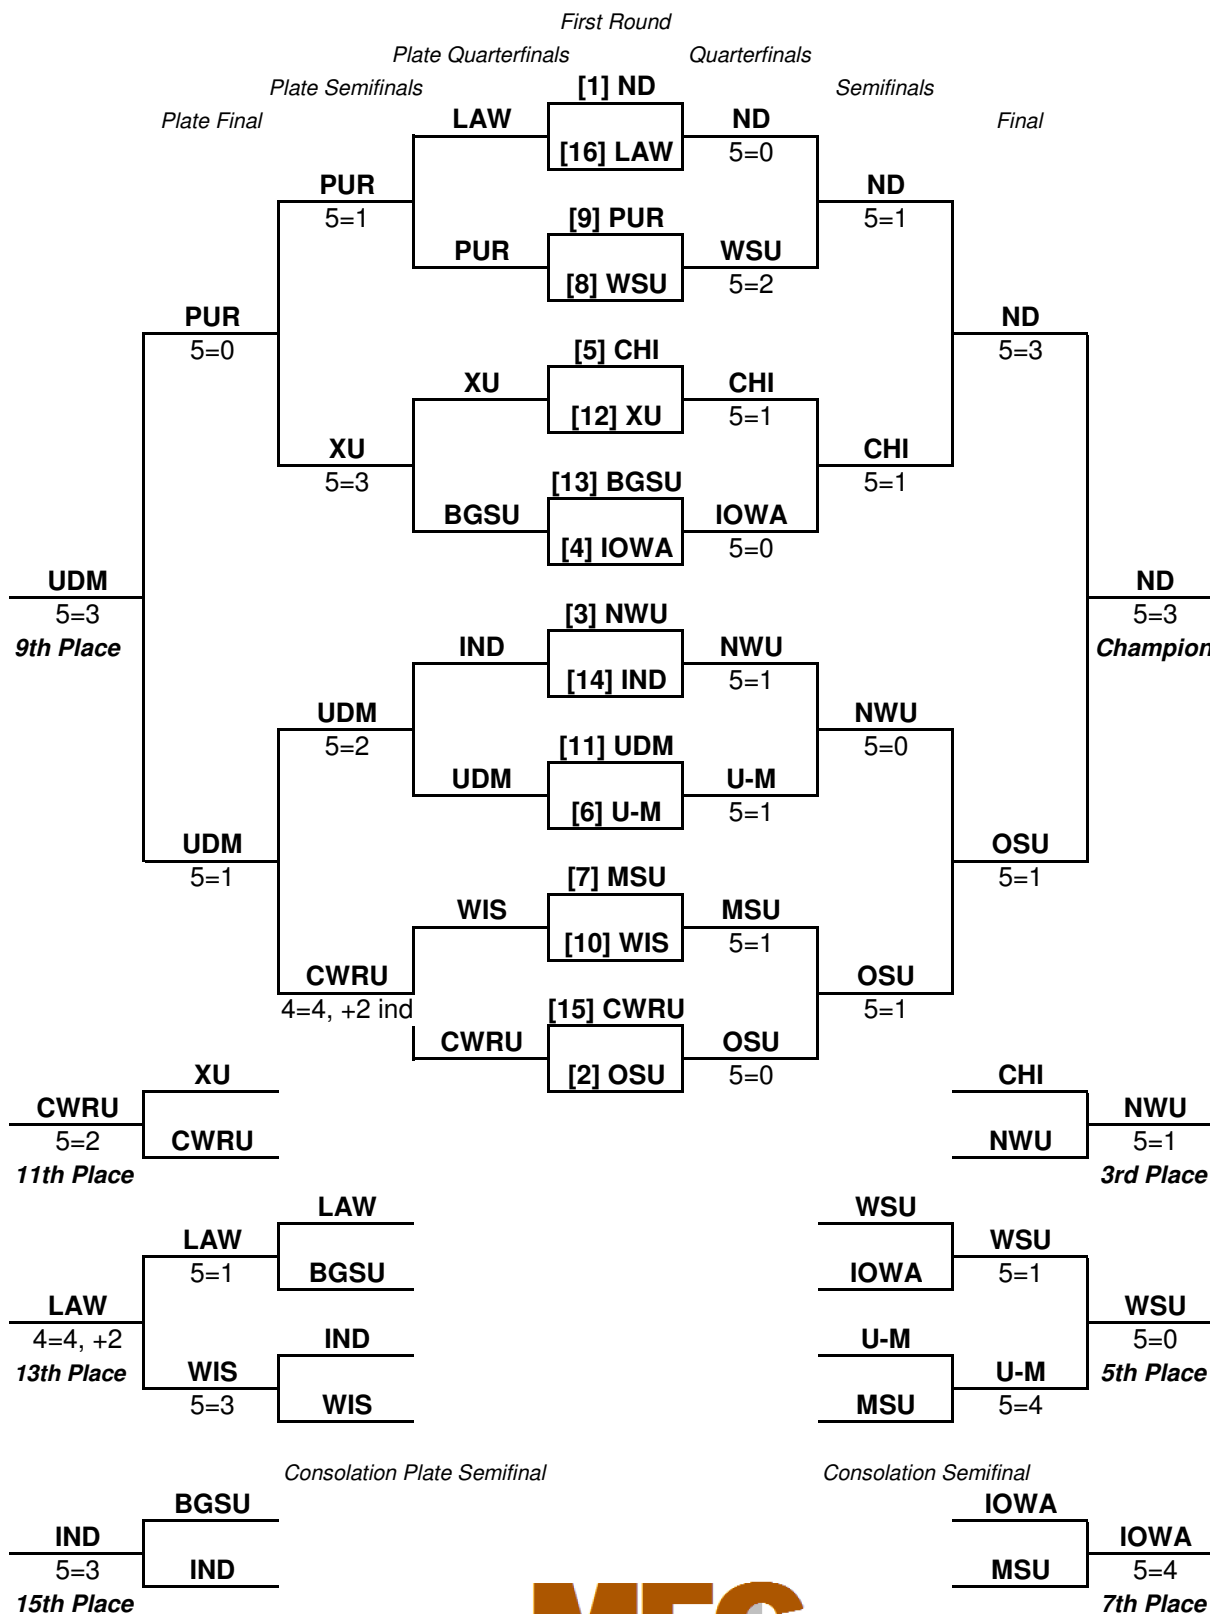 First Round
Plate Quarterfinals Quarterfinals
Plate Semifinals [1] ND Semifinals
Plate Final LAW ND Final
[16] LAW 5=0
PUR ND
5=1 [9] PUR 5=1
PUR WSU
[8] WSU 5=2
PUR ND
5=0 [5] CHI 5=3
XU CHI
[12] XU 5=1
XU CHI
5=3 [13] BGSU 5=1
BGSU IOWA
[4] IOWA 5=0
UDM ND
5=3 [3] NWU 5=3
9th Place IND NWU Champion
[14] IND 5=1
UDM NWU
5=2 [11] UDM 5=0
UDM U-M
[6] U-M 5=1
UDM OSU
5=1 [7] MSU 5=1
WIS MSU
[10] WIS 5=1
CWRU OSU
4=4, +2 ind [15] CWRU 5=1
CWRU OSU
XU [2] OSU 5=0 CHI
CWRU NWU
5=2 CWRU NWU 5=1
11th Place 3rd Place
LAW WSU
LAW WSU
5=1 BGSU IOWA 5=1
LAW WSU
4=4, +2 IND U-M 5=0
13th Place WIS U-M 5th Place
5=3 WIS MSU 5=4
Consolation Plate Semifinal Consolation Semifinal
BGSU IOWA
IND IOWA
5=3 IND MSU 5=4
15th Place 7th Place